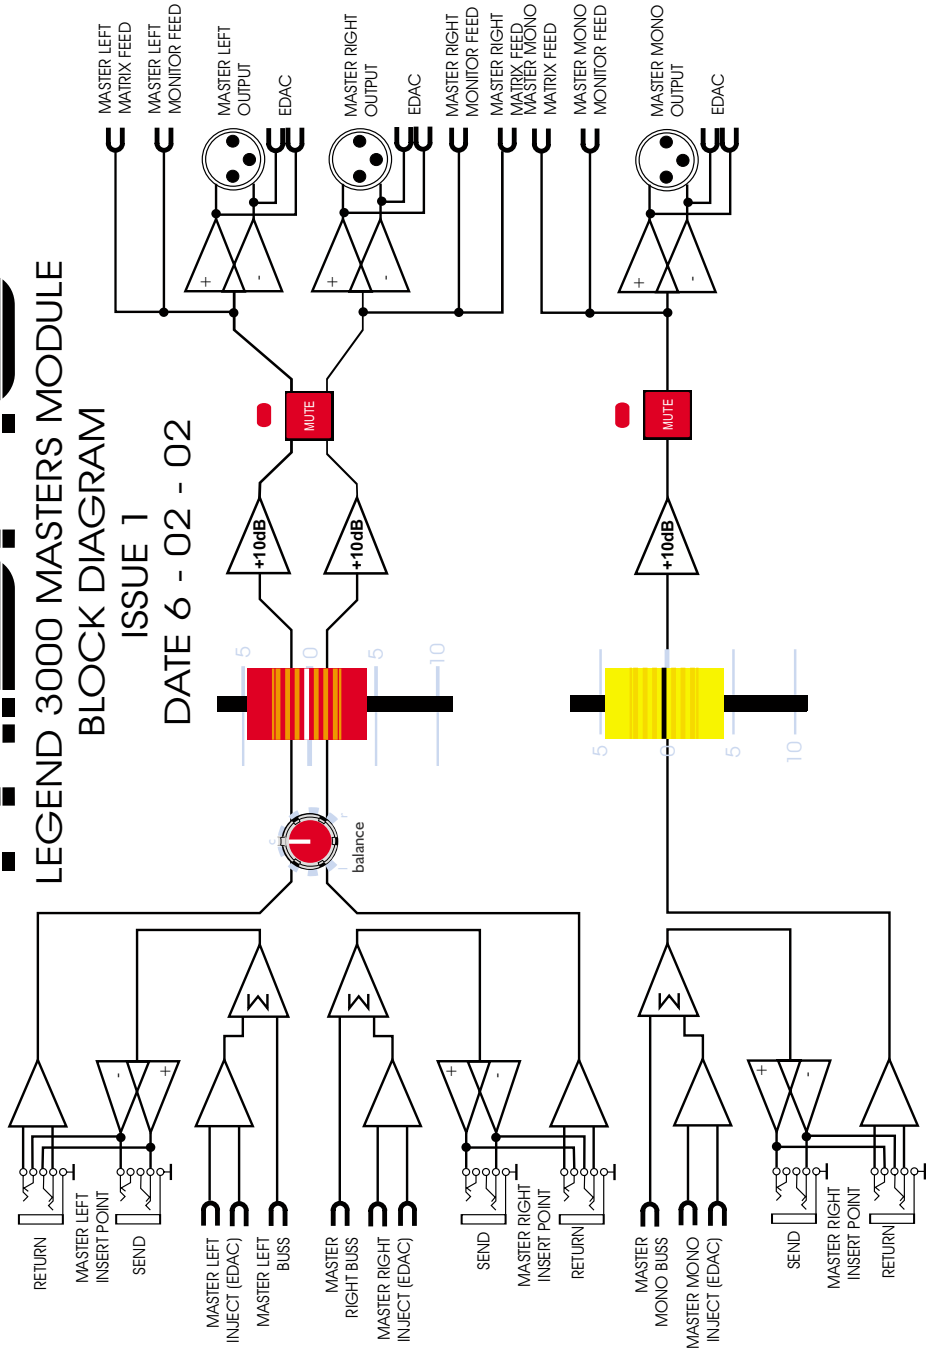 LEGEND 3000 MASTERS MODULE
BLOCK DIAGRAM
ISSUE 1
DATE 6 - 02 - 02
MASTER LEFT
MATRIX FEED
MASTER LEFT
MONITOR FEED
MASTER LEFT
OUTPUT
EDAC
MASTER RIGHT
OUTPUT
EDAC
MASTER RIGHT
MONITOR FEED
MASTER RIGHT
MATRIX FEED
MASTER MONO
MATRIX FEED
MASTER MONO
MONITOR FEED
MASTER MONO
OUTPUT
EDAC
+
-
+
-
+
-
MUTE
MUTE
+10dB
+10dB
+10dB
5
0
5
10
5
0
5
10
C
L
r
balance
Σ
Σ
Σ
-
+
+
-
+
-
RETURN
MASTER LEFT
INSERT POINT
SEND
MASTER LEFT
INJECT (EDAC)
MASTER LEFT
BUSS
MASTER
RIGHT BUSS
MASTER RIGHT
INJECT (EDAC)
SEND
MASTER RIGHT
INSERT POINT
RETURN
MASTER
MONO BUSS
MASTER MONO
INJECT (EDAC)
SEND
MASTER RIGHT
INSERT POINT
RETURN